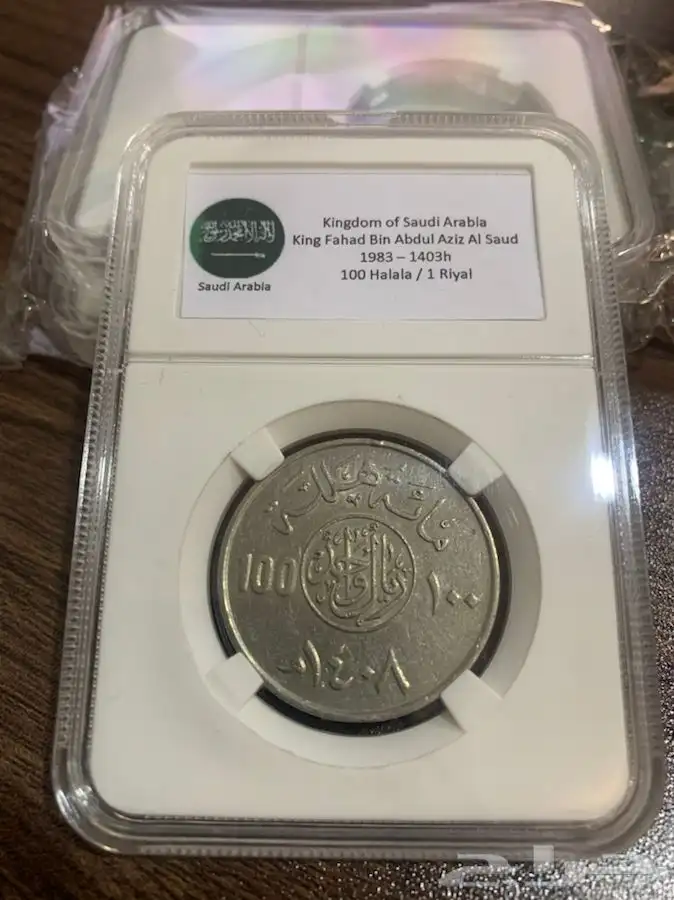 Kingdom of Saudi Arabia
King Fahad Bin Abdul Aziz Al Saud
1983 – 1403h
100 Halala / 1 Riyal
Saudi Arabia
مائة هللة
ريال واحد
100
١٠٠
١٤٠٨هـ